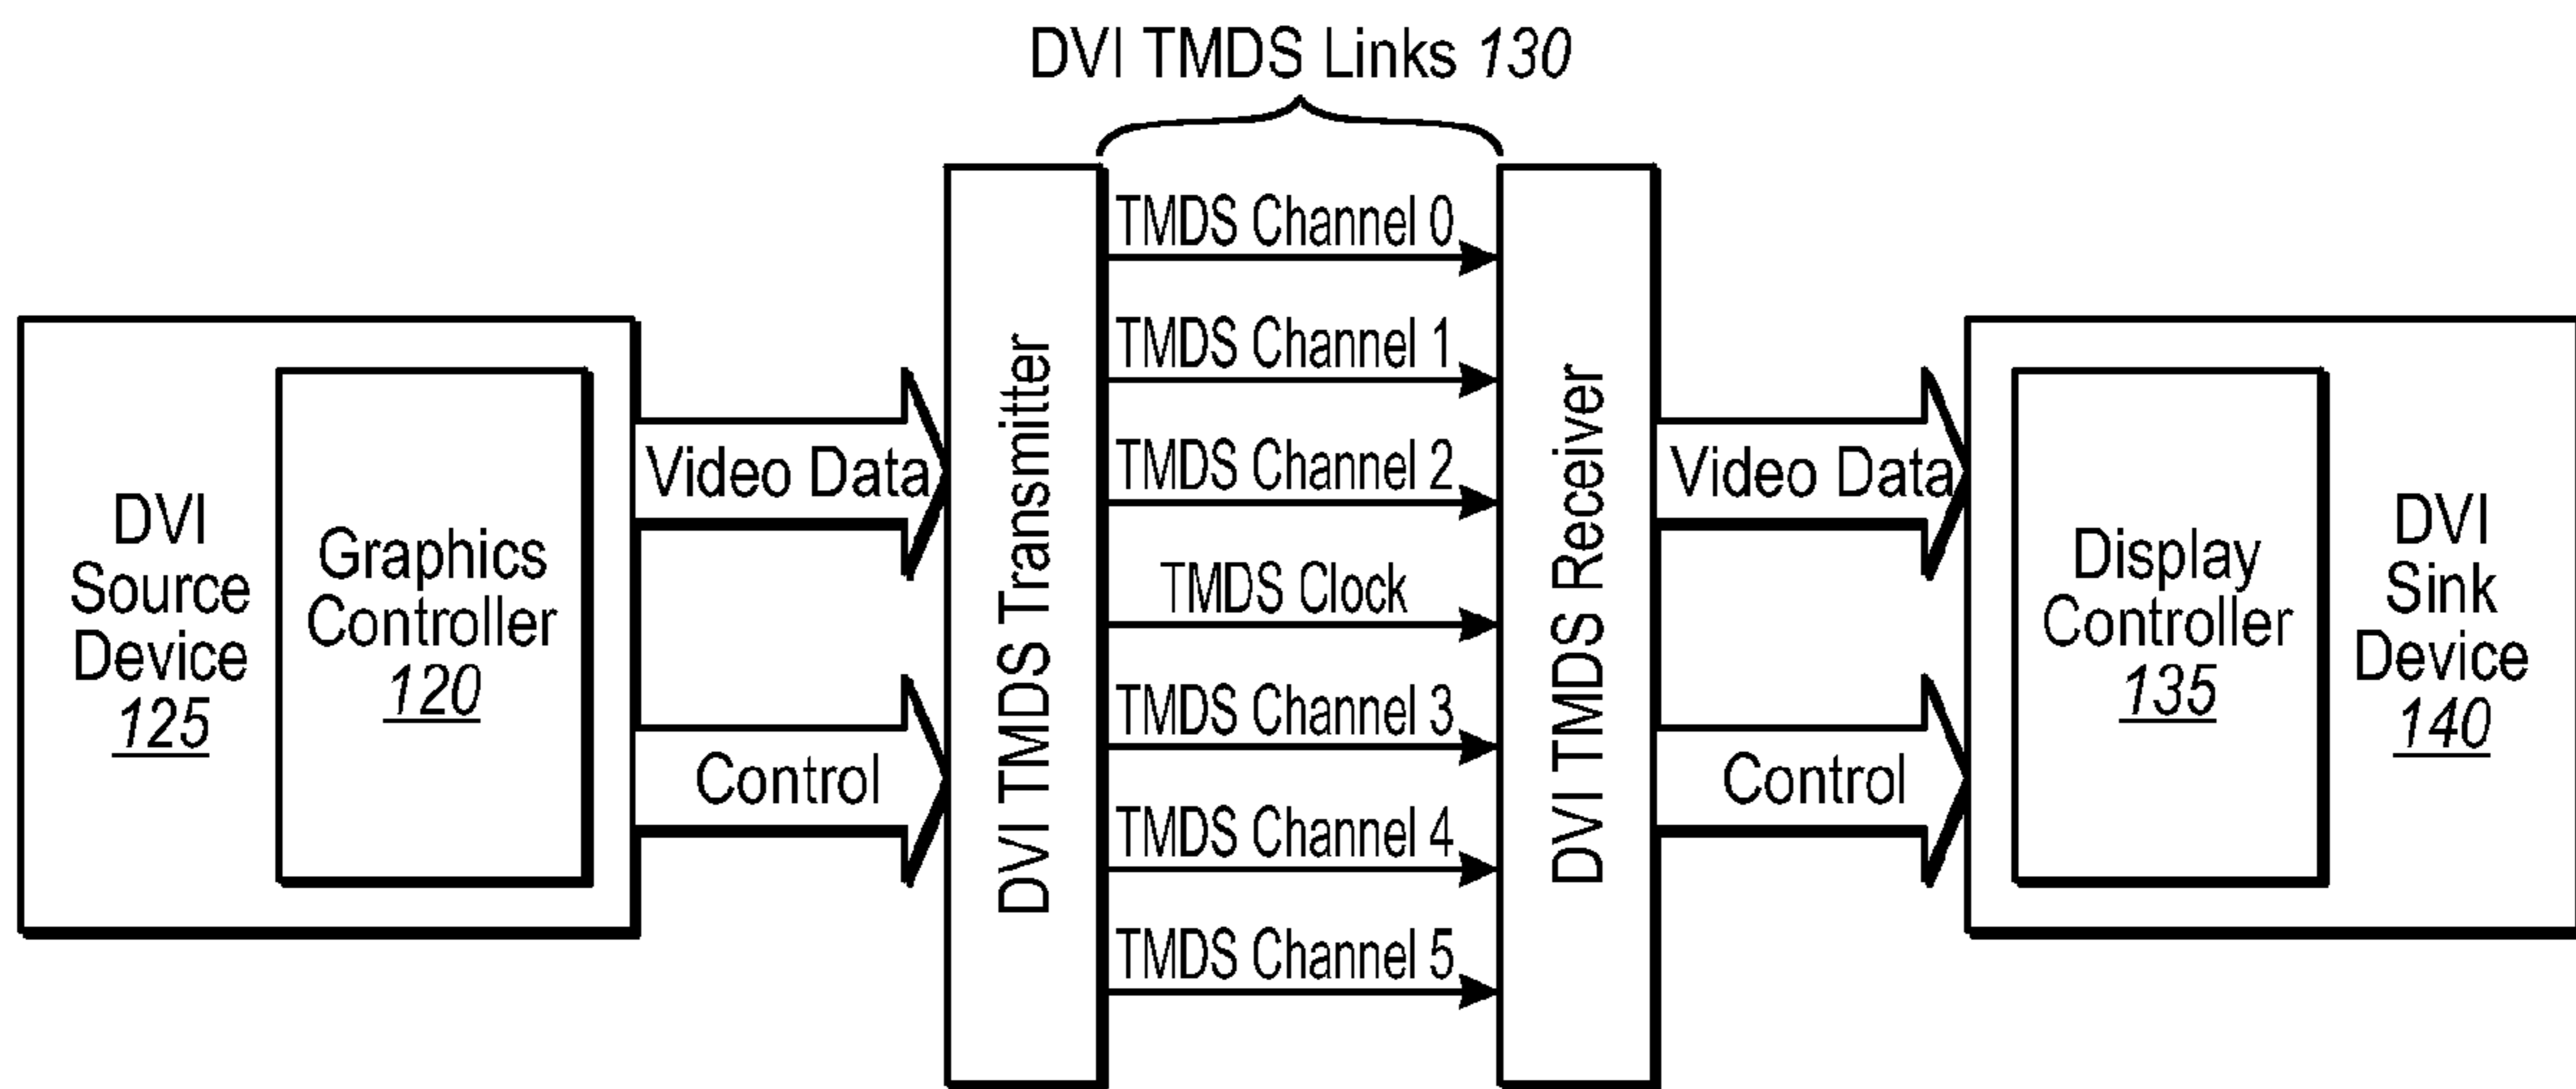 DVI TMDS Links 130
DVI
Source
Device
125
Graphics
Controller
120
Video Data
Control
DVI TMDS Transmitter
TMDS Channel 0
TMDS Channel 1
TMDS Channel 2
TMDS Clock
TMDS Channel 3
TMDS Channel 4
TMDS Channel 5
DVI TMDS Receiver
Video Data
Control
Display
Controller
135
DVI
Sink
Device
140